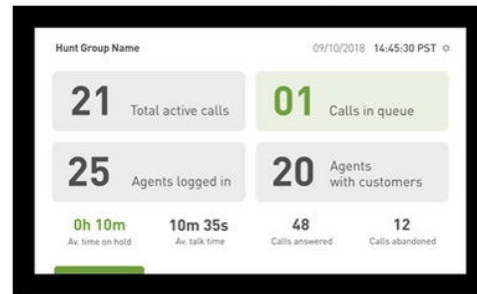 Hunt Group Name 09/10/2018 14:45:30 PST
21 Total active calls
01 Calls in queue
25 Agents logged in
20 Agents
with customers
0h 10m 10m 35s 48 12
Av. time on hold Av. talk time Calls answered Calls abandoned